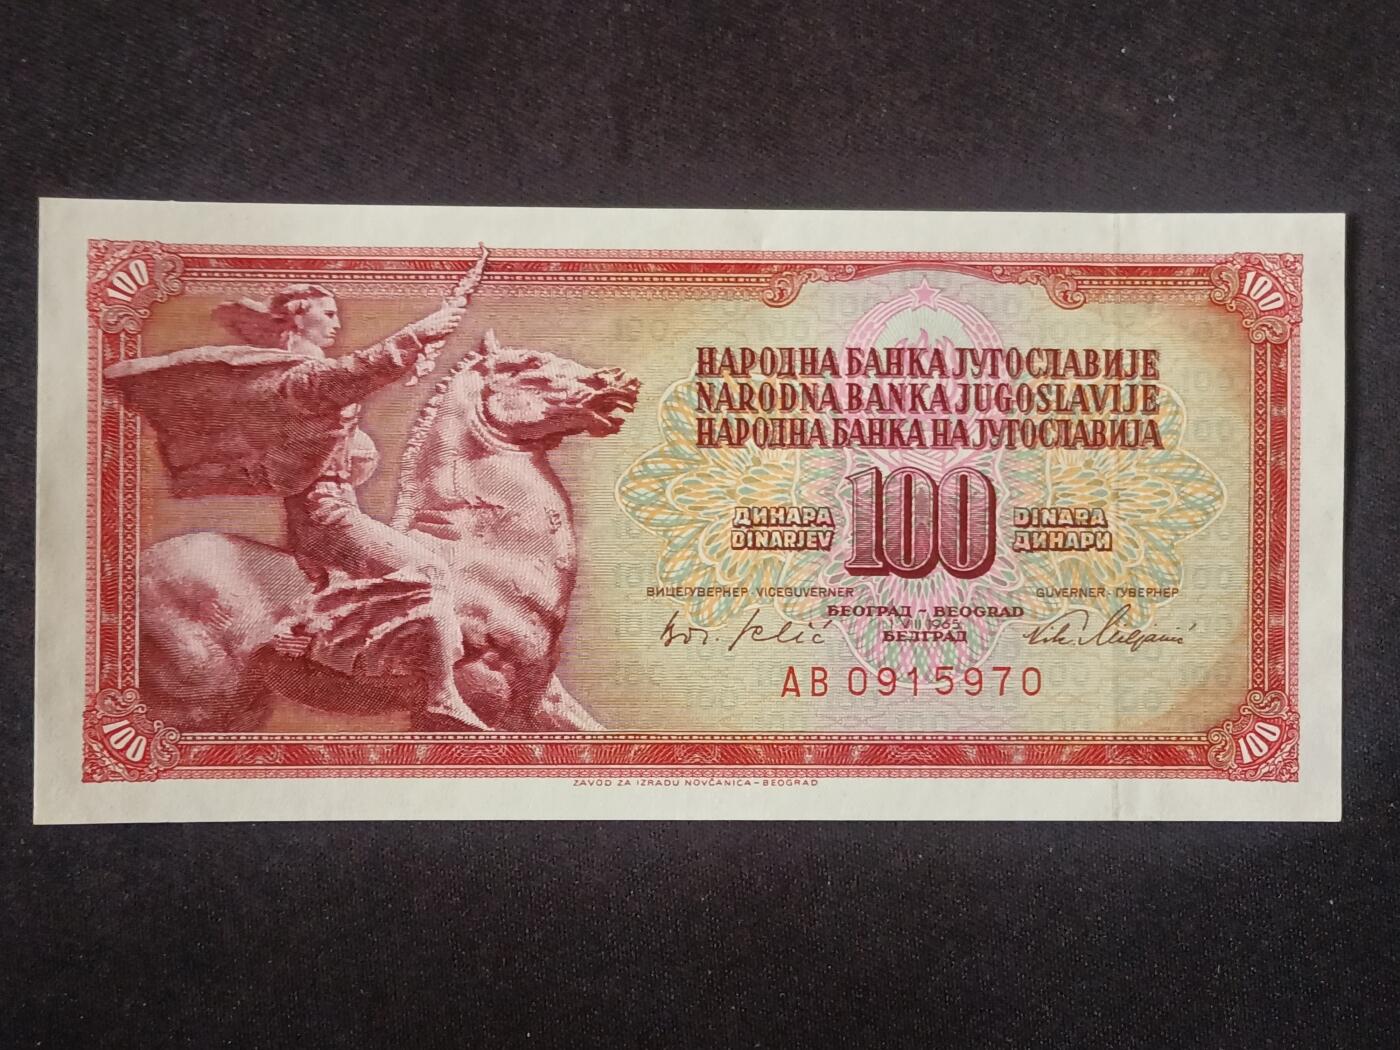 100 100
НАРОДНА БАНКА ЈУГОСЛАВИЈЕ
NARODNA BANKA JUGOSLAVIJE
НАРОДНА БАНКА НА ЈУГОСЛАВИЈА
ДИНАРА 100 DINARA
DINARJEV ДИНАРИ
ВИЦЕГУВЕРНЕР · VICEGUVERNER GUVERNER · ГУВЕРНЕР
БЕОГРАД - BEOGRAD
1 VIII 1965
БЕЛГРАД
AB 0915970
100 100
ZAVOD ZA IZRADU NOVČANICA - BEOGRAD